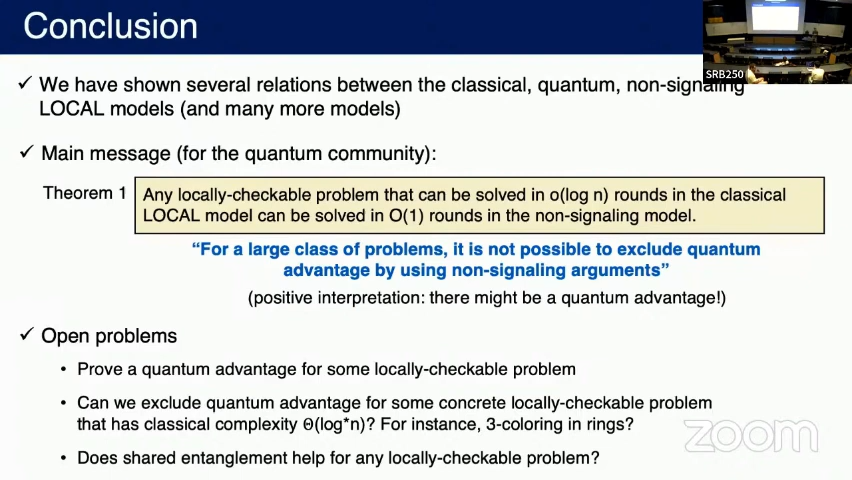 Conclusion
SRB250
✓ We have shown several relations between the classical, quantum, non-signaling
LOCAL models (and many more models)
✓ Main message (for the quantum community):
Theorem 1
Any locally-checkable problem that can be solved in o(log n) rounds in the classical
LOCAL model can be solved in O(1) rounds in the non-signaling model.
“For a large class of problems, it is not possible to exclude quantum
advantage by using non-signaling arguments”
(positive interpretation: there might be a quantum advantage!)
✓ Open problems
• Prove a quantum advantage for some locally-checkable problem
• Can we exclude quantum advantage for some concrete locally-checkable problem
that has classical complexity Θ(log*n)? For instance, 3-coloring in rings?
• Does shared entanglement help for any locally-checkable problem?
zoom